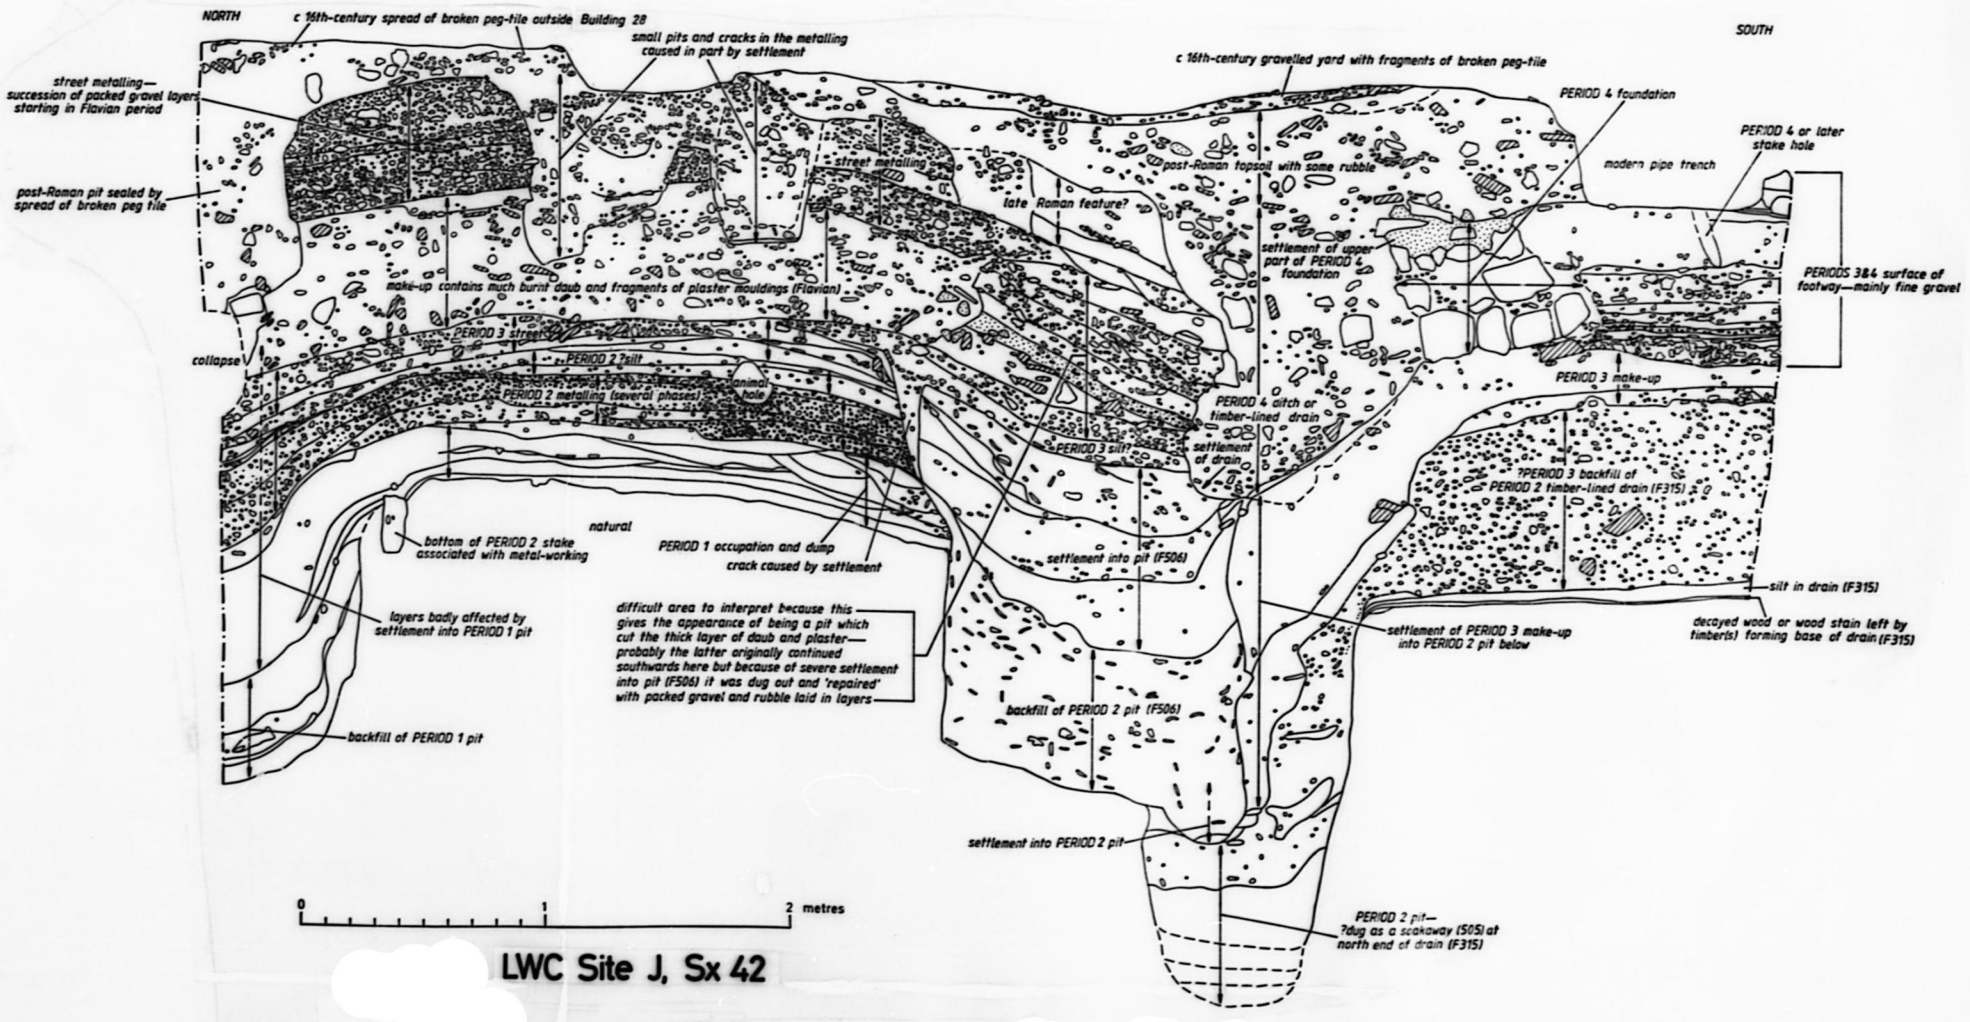 NORTH
c 16th-century spread of broken peg-tile outside Building 28
small pits and cracks in the metalling
caused in part by settlement
SOUTH
c 16th-century gravelled yard with fragments of broken peg-tile
street metalling—
succession of packed gravel layers
starting in Flavian period
PERIOD 4 foundation
PERIOD 4 or later
stake hole
street metalling
post-Roman topsoil with some rubble
modern pipe trench
post-Roman pit sealed by
spread of broken peg tile
late Roman feature?
settlement of upper
part of PERIOD 4
foundation
PERIODS 3&4 surface of
footway—mainly fine gravel
make-up contains much burnt daub and fragments of plaster mouldings (Flavian)
PERIOD 3 street
collapse
PERIOD 2 ?silt
PERIOD 3 make-up
animal
hole
PERIOD 2 metalling (several phases)
PERIOD 4 ditch or
timber-lined drain
PERIOD 3 silt?
settlement
of drain
?PERIOD 3 backfill of
PERIOD 2 timber-lined drain (F315)
natural
bottom of PERIOD 2 stake
associated with metal-working
PERIOD 1 occupation and dump
crack caused by settlement
settlement into pit (F506)
silt in drain (F315)
layers badly affected by
settlement into PERIOD 1 pit
difficult area to interpret because this
gives the appearance of being a pit which
cut the thick layer of daub and plaster—
probably the latter originally continued
southwards here but because of severe settlement
into pit (F506) it was dug out and 'repaired'
with packed gravel and rubble laid in layers
settlement of PERIOD 3 make-up
into PERIOD 2 pit below
decayed wood or wood stain left by
timber(s) forming base of drain (F315)
backfill of PERIOD 2 pit (F506)
backfill of PERIOD 1 pit
settlement into PERIOD 2 pit
0 1 2 metres
PERIOD 2 pit—
?dug as a soakaway (505) at
north end of drain (F315)
LWC Site J, Sx 42